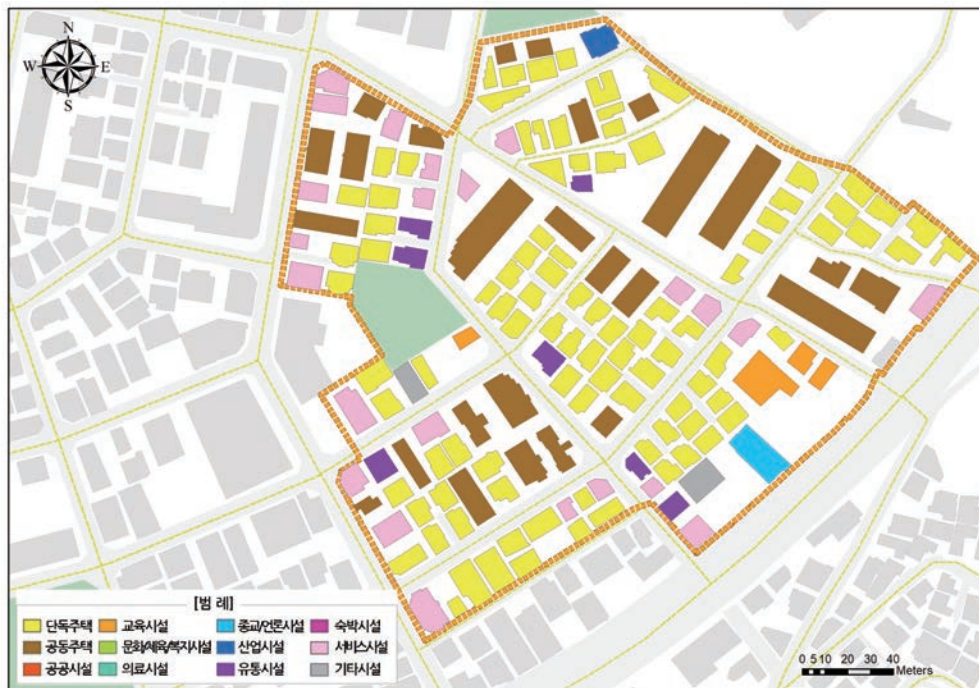 N
W E
S
[범 례]
단독주택 교육시설 종교/언론시설 숙박시설
공동주택 문화/체육/복지시설 산업시설 서비스시설
공공시설 의료시설 유통시설 기타시설
0 5 10 20 30 40
Meters